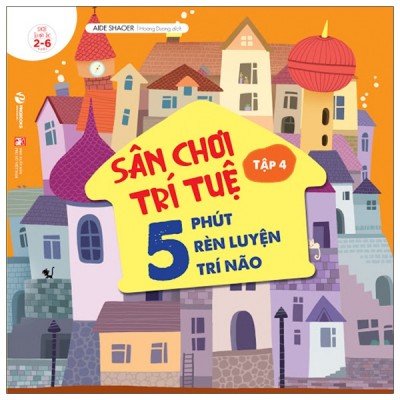 2-6
AIDE SHAOER | Hoàng Dương dịch
SÂN CHƠI
TRÍ TUỆ
TẬP 4
5 PHÚT
RÈN LUYỆN
TRÍ NÃO